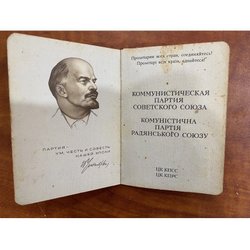 ПАРТИЯ-
УМ, ЧЕСТЬ И СОВЕСТЬ
НАШЕЙ ЭПОХИ
Пролетарии всех стран, соединяйтесь!
Пролетарі всіх країн, єднайтеся!
КОММУНИСТИЧЕСКАЯ
ПАРТИЯ
СОВЕТСКОГО СОЮЗА
КОМУНІСТИЧНА
ПАРТІЯ
РАДЯНСЬКОГО СОЮЗУ
ЦК КПСС
ЦК КПРС